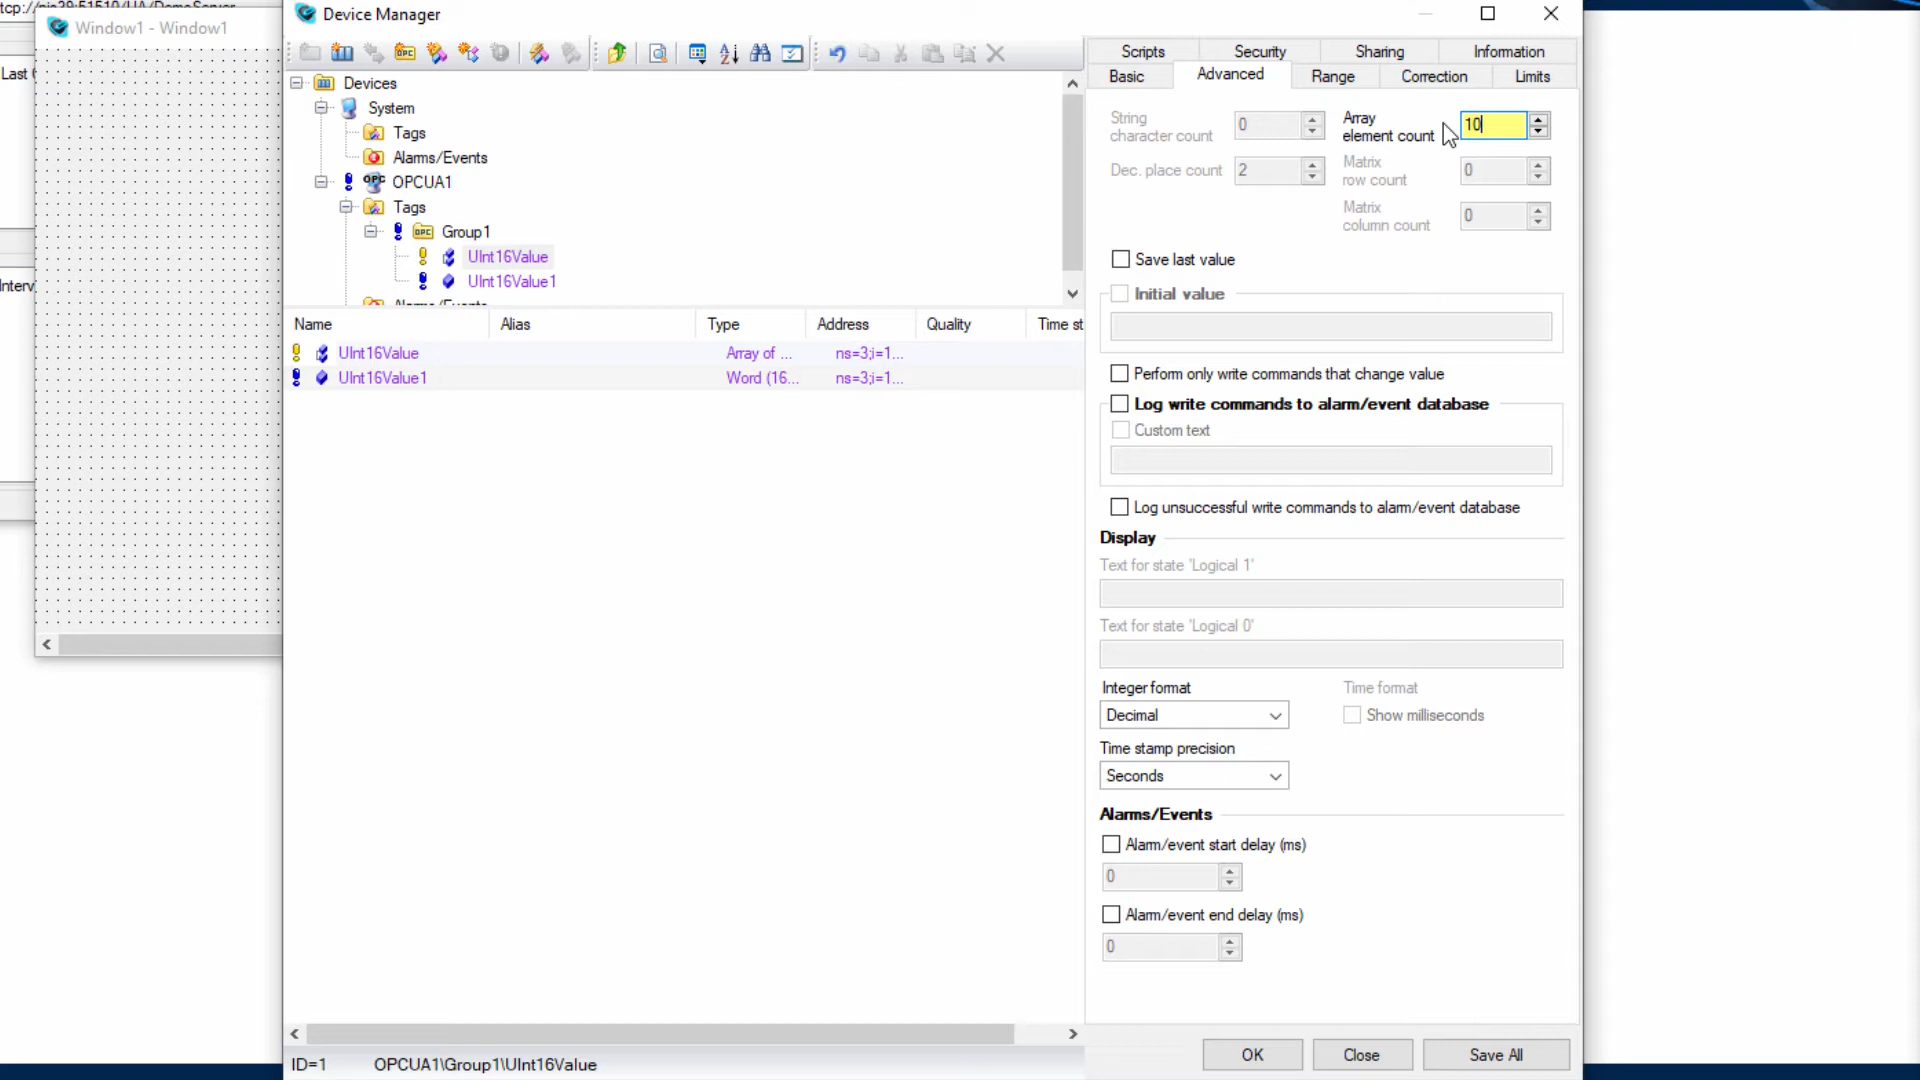 Window1 - Window1
Last
Interv
Device Manager
Devices
System
Tags
Alarms/Events
OPC OPCUA1
Tags
OPC Group1
UInt16Value
UInt16Value1
Name Alias Type Address Quality Time st
UInt16Value Array of ... ns=3;i=1...
UInt16Value1 Word (16... ns=3;i=1...
ID=1 OPCUA1\Group1\UInt16Value
Scripts Security Sharing Information
Basic Advanced Range Correction Limits
String
character count 0
Array
element count 10
Dec. place count 2
Matrix
row count 0
Matrix
column count 0
Save last value
Initial value
Perform only write commands that change value
Log write commands to alarm/event database
Custom text
Log unsuccessful write commands to alarm/event database
Display
Text for state 'Logical 1'
Text for state 'Logical 0'
Integer format
Decimal
Time format
Show milliseconds
Time stamp precision
Seconds
Alarms/Events
Alarm/event start delay (ms)
0
Alarm/event end delay (ms)
0
OK Close Save All